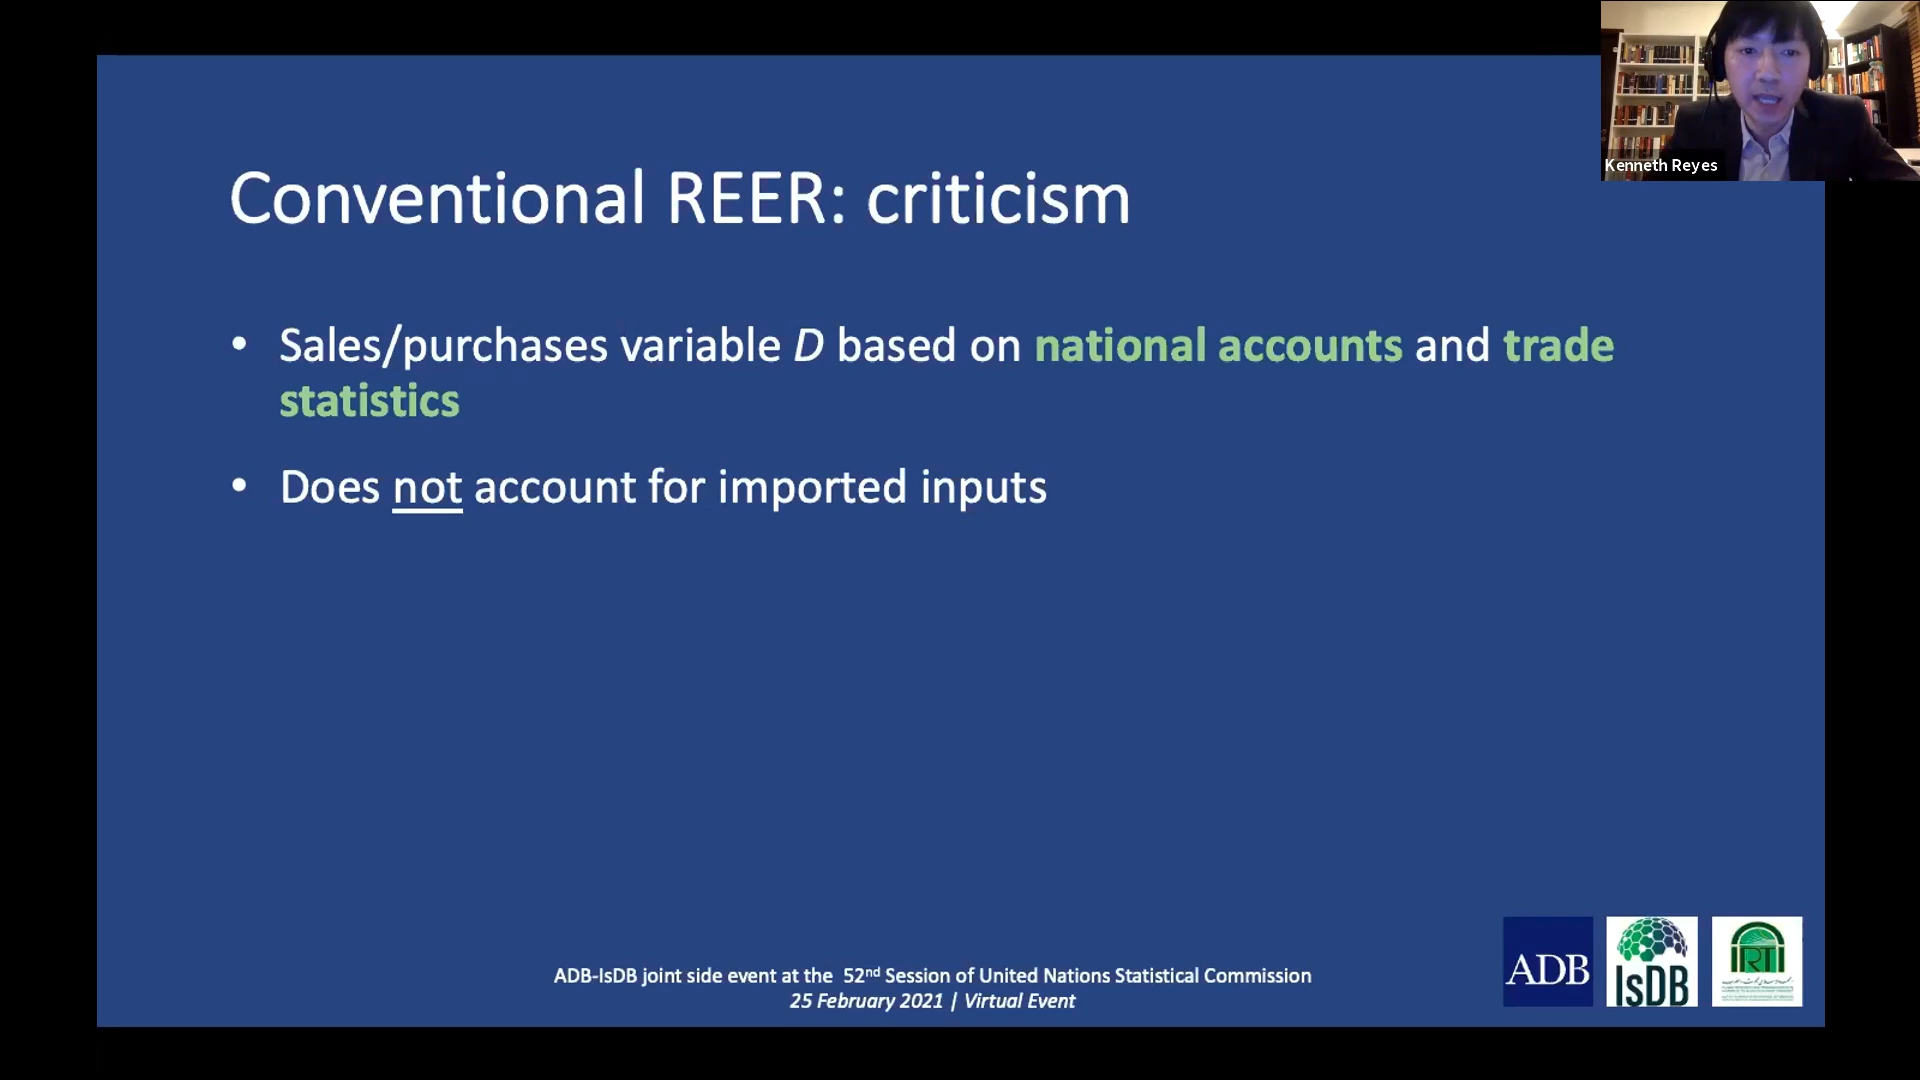 Kenneth Reyes
Conventional REER: criticism
• Sales/purchases variable D based on national accounts and trade
statistics
• Does not account for imported inputs
ADB-IsDB joint side event at the 52nd Session of United Nations Statistical Commission
25 February 2021 | Virtual Event
ADB
IsDB
IRTI